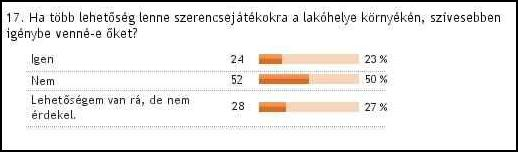 17. Ha több lehetőség lenne szerencsejátékokra a lakóhelye környékén, szívesebben
igénybe venné-e őket?
Igen 24 23 %
Nem 52 50 %
Lehetőségem van rá, de nem
érdekel. 28 27 %